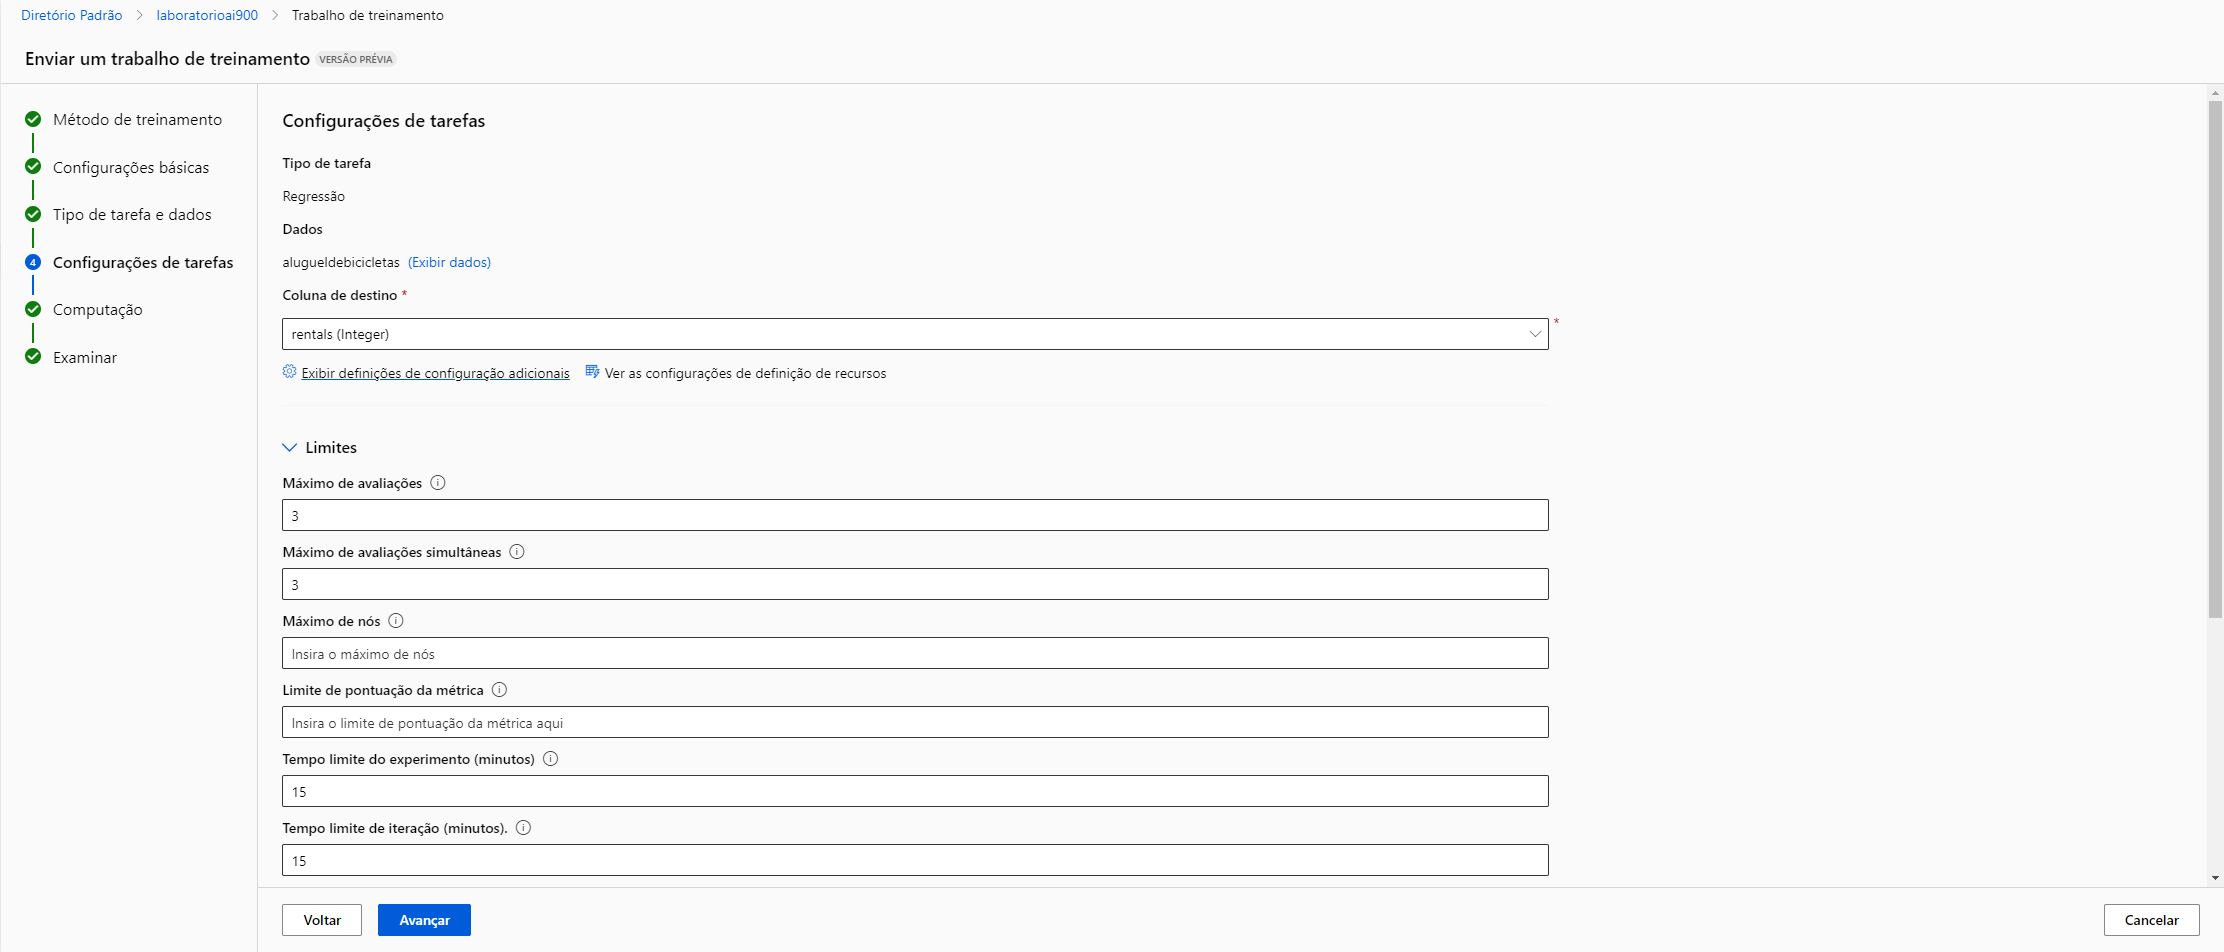 Diretório Padrão > laboratorioai900 > Trabalho de treinamento
Enviar um trabalho de treinamento VERSÃO PRÉVIA
Método de treinamento
Configurações básicas
Tipo de tarefa e dados
4 Configurações de tarefas
Computação
Examinar
Configurações de tarefas
Tipo de tarefa
Regressão
Dados
alugueldebicicletas (Exibir dados)
Coluna de destino *
rentals (Integer) *
Exibir definições de configuração adicionais Ver as configurações de definição de recursos
Limites
Máximo de avaliações
3
Máximo de avaliações simultâneas
3
Máximo de nós
Insira o máximo de nós
Limite de pontuação da métrica
Insira o limite de pontuação da métrica aqui
Tempo limite do experimento (minutos)
15
Tempo limite de iteração (minutos).
15
Voltar Avançar Cancelar